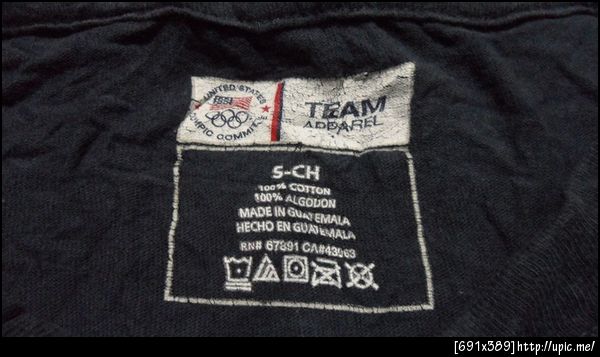 UNITED STATES
OLYMPIC COMMITTEE
TEAM
APPAREL
S-CH
100% COTTON
100% ALGODON
MADE IN GUATEMALA
HECHO EN GUATEMALA
RN# 67891 CA#43063
[691x389]http://upic.me/